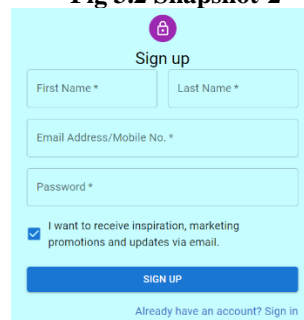 Fig 5.2 Snapshot-2
Sign up
First Name *
Last Name *
Email Address/Mobile No. *
Password *
I want to receive inspiration, marketing
promotions and updates via email.
SIGN UP
Already have an account? Sign in